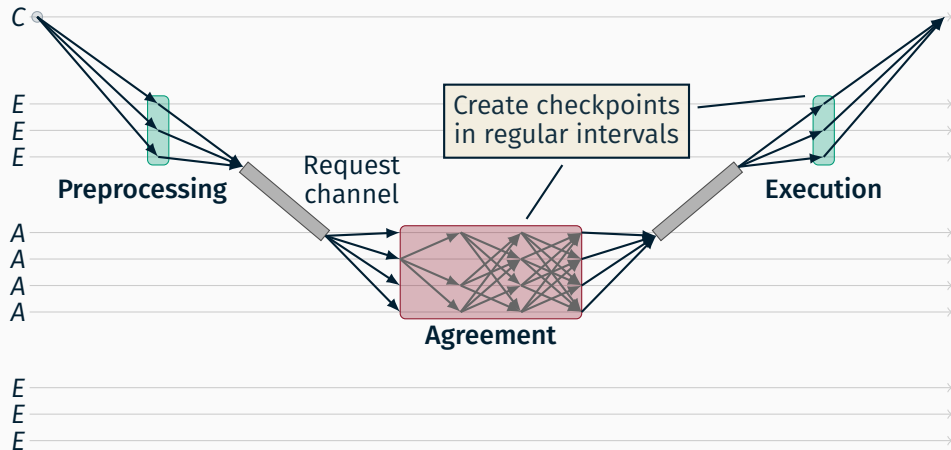 C
E
E
E
Create checkpoints
in regular intervals
Request
channel
Preprocessing
Execution
A
A
A
A
Agreement
E
E
E